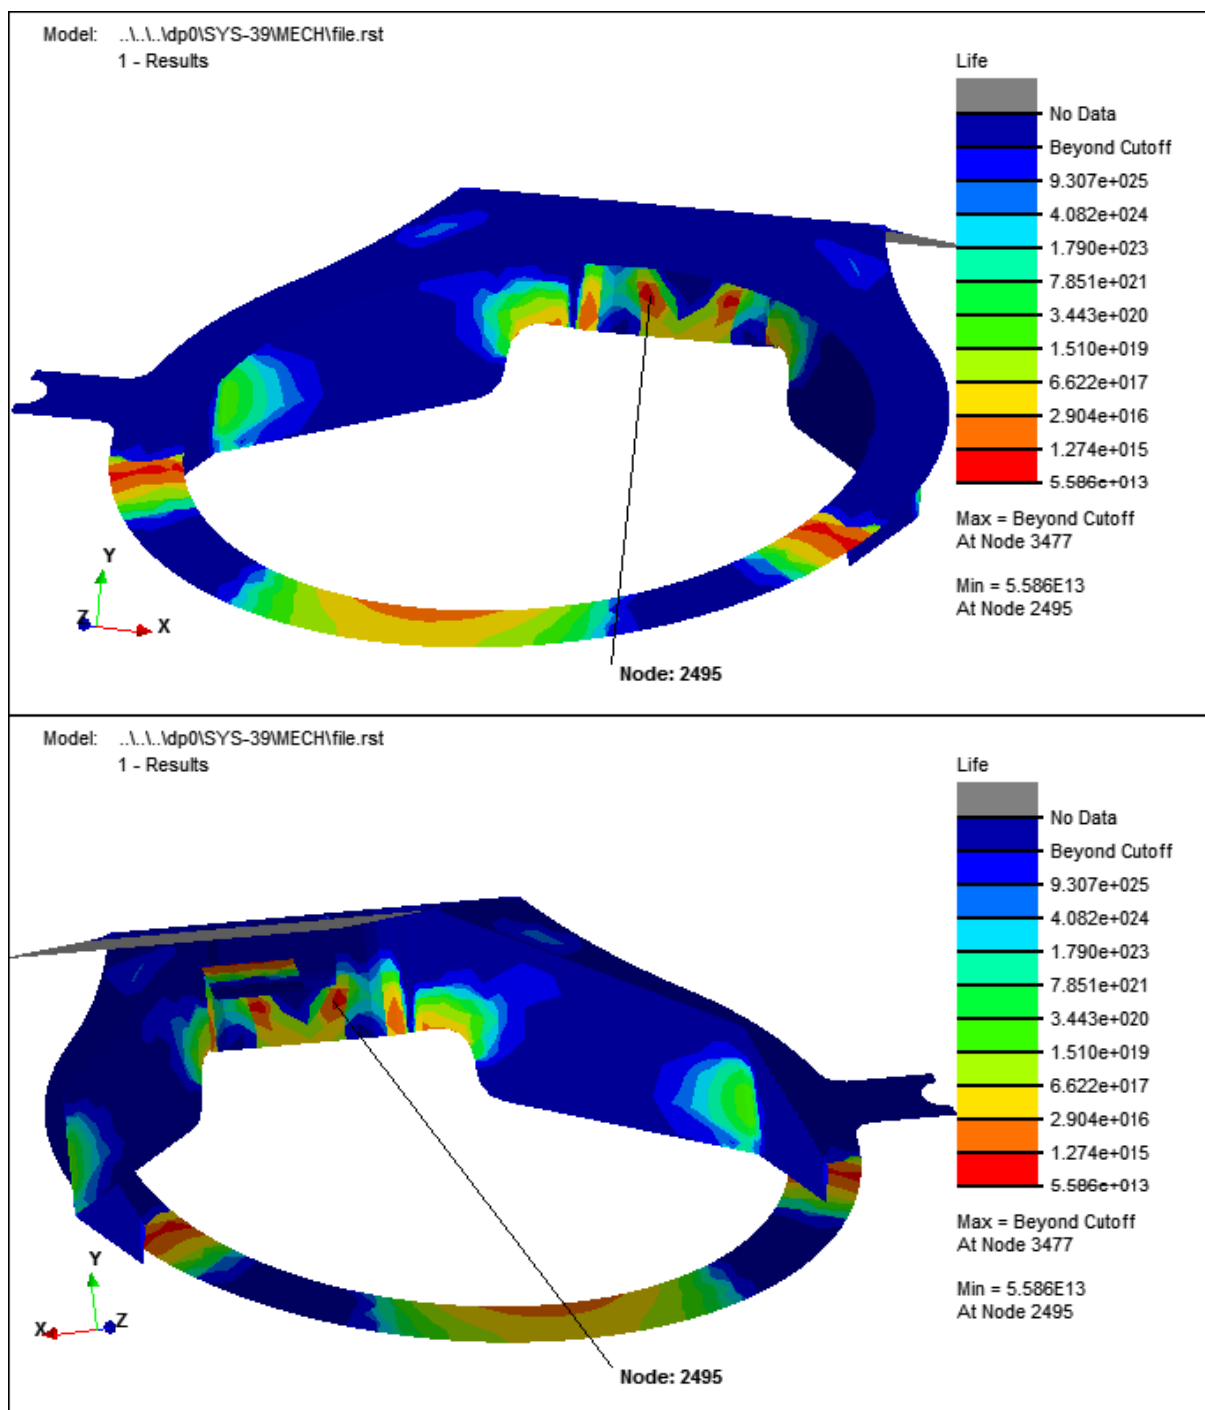 Model: ..\..\..\dp0\SYS-39\MECH\file.rst
1 - Results
Life
No Data
Beyond Cutoff
9.307e+025
4.082e+024
1.790e+023
7.851e+021
3.443e+020
1.510e+019
6.622e+017
2.904e+016
1.274e+015
5.586e+013
Max = Beyond Cutoff
At Node 3477
Min = 5.586E13
At Node 2495
Y
Z
X
Node: 2495
Model: ..\..\..\dp0\SYS-39\MECH\file.rst
1 - Results
Life
No Data
Beyond Cutoff
9.307e+025
4.082e+024
1.790e+023
7.851e+021
3.443e+020
1.510e+019
6.622e+017
2.904e+016
1.274e+015
5.586e+013
Max = Beyond Cutoff
At Node 3477
Min = 5.586E13
At Node 2495
Y
X
Z
Node: 2495